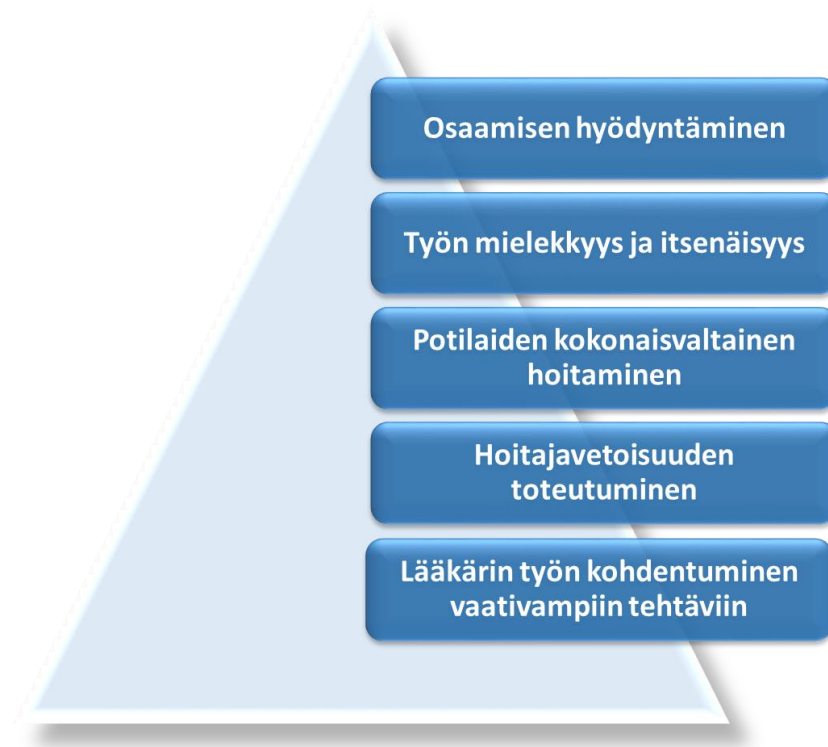 Osaamisen hyödyntäminen
Työn mielekkyys ja itsenäisyys
Potilaiden kokonaisvaltainen
hoitaminen
Hoitajavetoisuuden
toteutuminen
Lääkärin työn kohdentuminen
vaativampiin tehtäviin